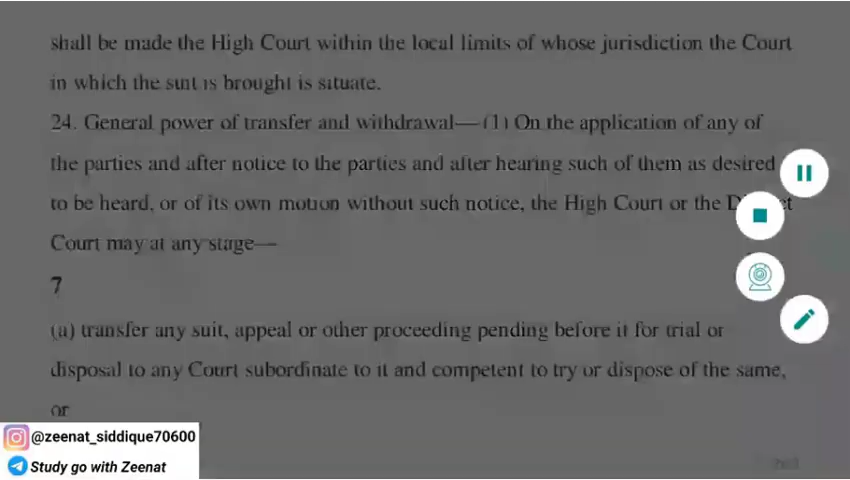 shall be made the High Court within the local limits of whose jurisdiction the Court
in which the suit is brought is situate.
24. General power of transfer and withdrawal—(1) On the application of any of
the parties and after notice to the parties and after hearing such of them as desired
to be heard, or of its own motion without such notice, the High Court or the
Court may at any stage—
7
(a) transfer any suit, appeal or other proceeding pending before it for trial or
disposal to any Court subordinate to it and competent to try or dispose of the same,
or
@zeenat_siddique70600
Study go with Zeenat